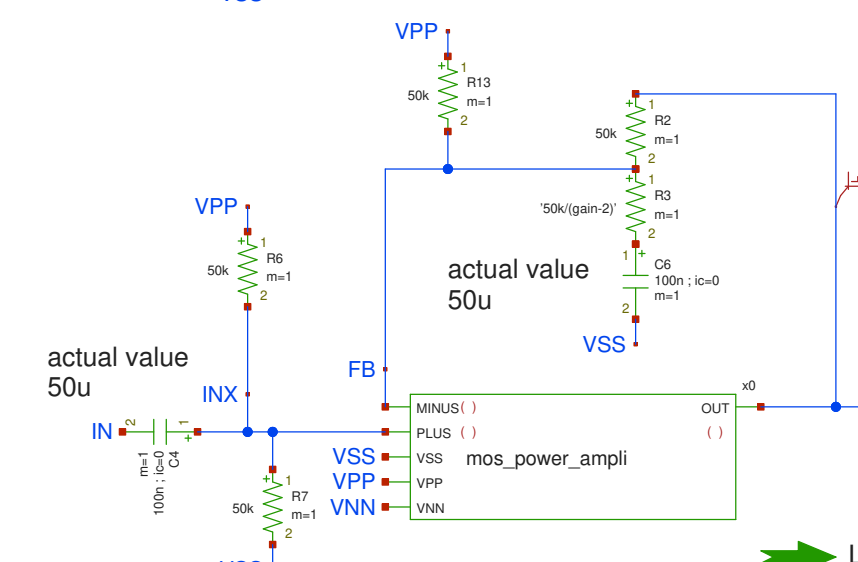 VSS
VPP
1
R13
50k
m=1
2
1
R2
50k
m=1
2
1
R3
'50k/(gain-2)'
m=1
2
VPP
1
R6
50k
m=1
2
actual value
50u
1
C6
100n ; ic=0
m=1
2
VSS
actual value
50u
FB
INX
x0
MINUS( )
OUT
IN
2
1
PLUS ( )
( )
m=1
100n ; ic=0
C4
VSS
VSS
mos_power_ampli
VPP
VPP
VNN
VNN
1
R7
50k
m=1
2
VSS
L